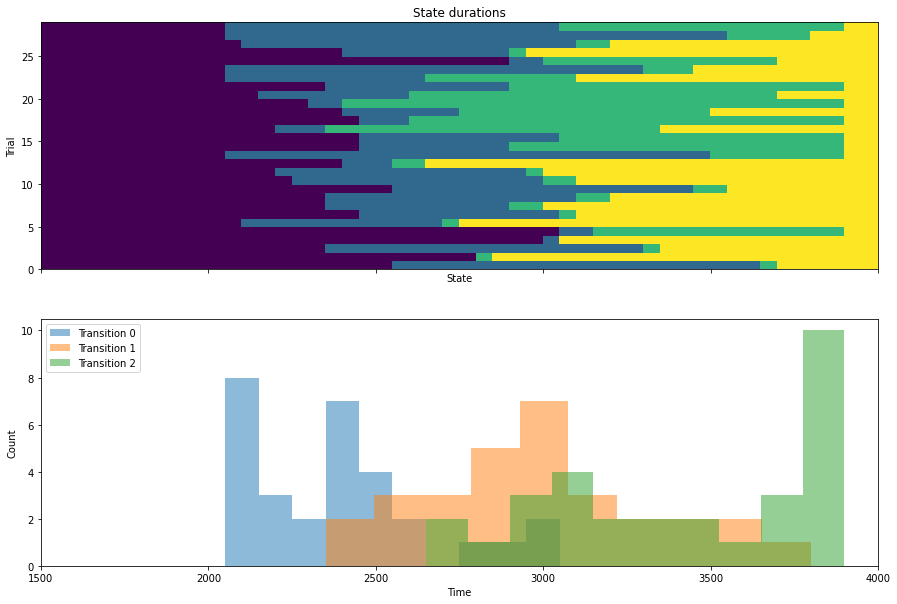 State durations
25
20
15
10
5
0
Trial
State
Transition 0
Transition 1
Transition 2
10
8
6
4
2
0
Count
1500 2000 2500 3000 3500 4000
Time